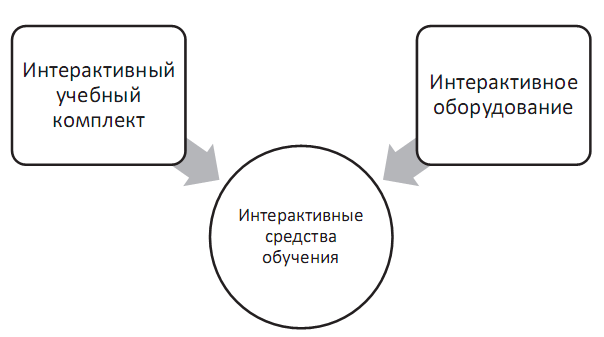 Интерактивный
учебный
комплект
Интерактивное
оборудование
Интерактивные
средства
обучения